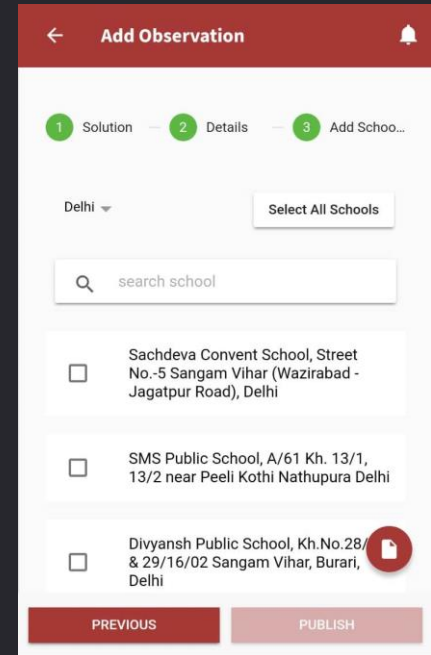 Add Observation
1 Solution 2 Details 3 Add Schoo...
Delhi Select All Schools
search school
Sachdeva Convent School, Street
No.-5 Sangam Vihar (Wazirabad -
Jagatpur Road), Delhi
SMS Public School, A/61 Kh. 13/1,
13/2 near Peeli Kothi Nathupura Delhi
Divyansh Public School, Kh.No.28/
& 29/16/02 Sangam Vihar, Burari,
Delhi
PREVIOUS PUBLISH